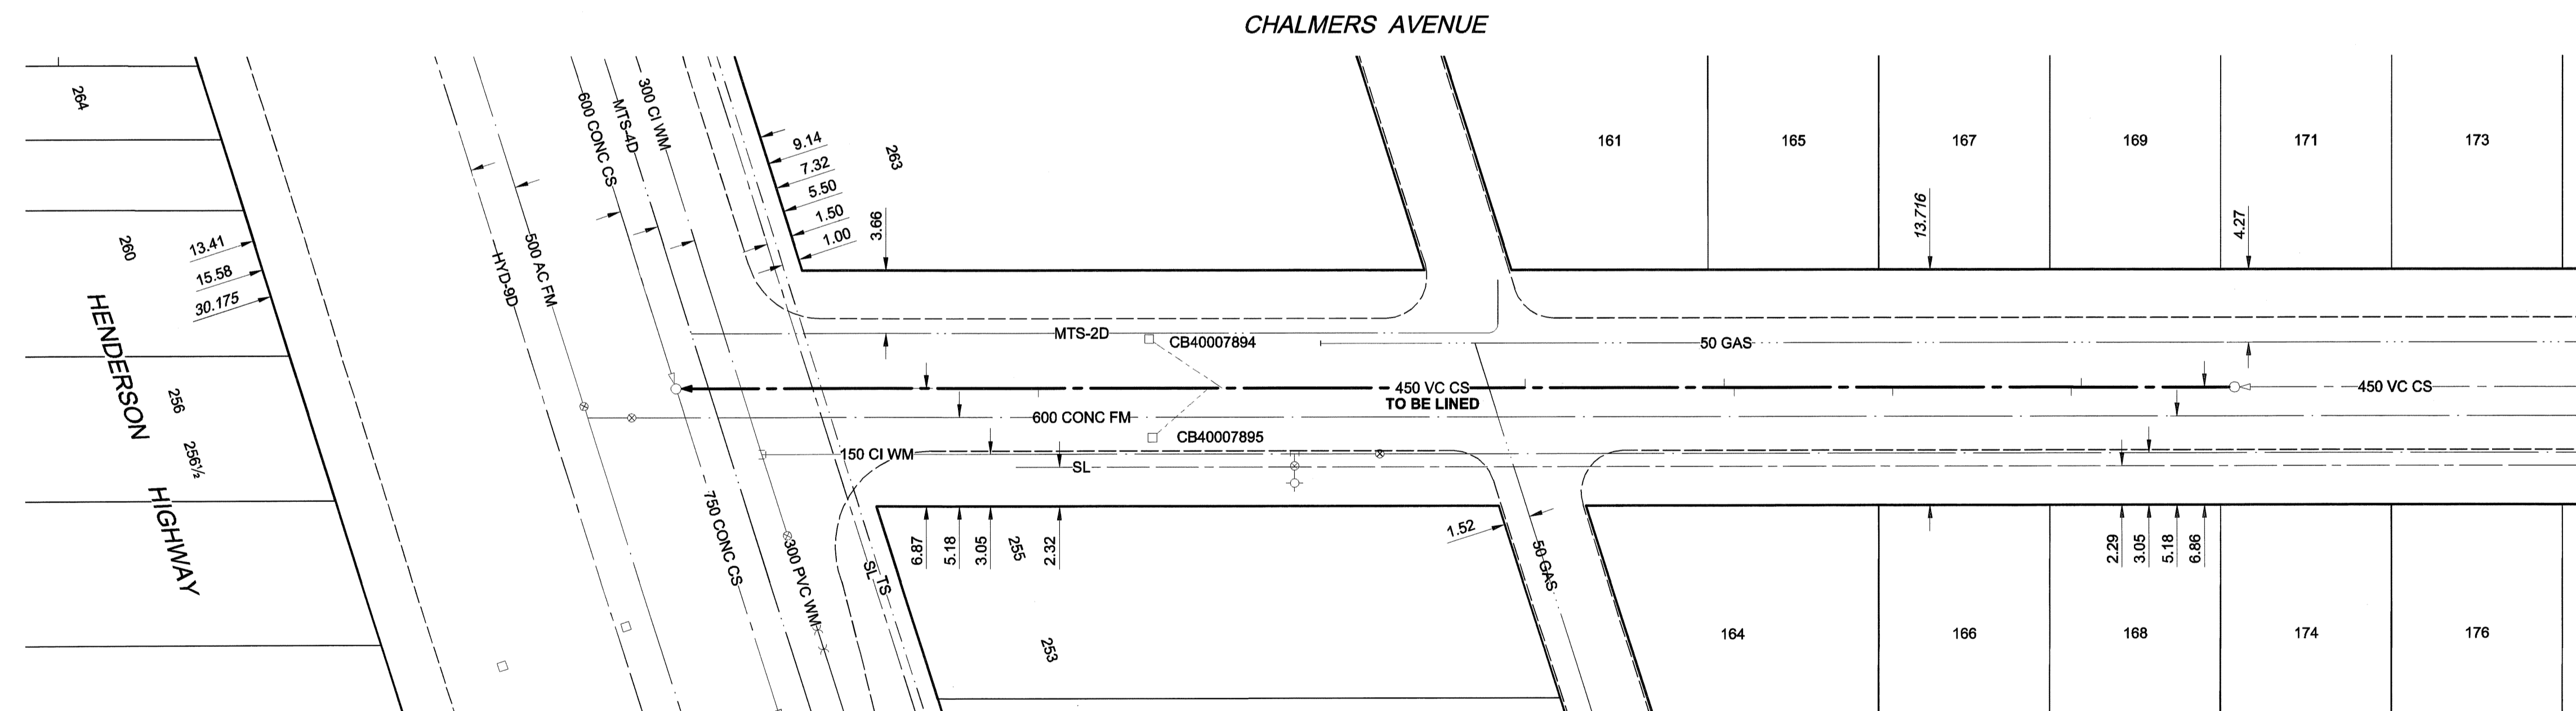 CHALMERS AVENUE
264
260
13.41
15.58
30.175
HENDERSON HIGHWAY
256
256½
HYD-9D
500 AC FM
600 CONC CS
MTS-4D
300 CI WM
9.14
7.32
5.50
1.50
1.00
3.66
263
161
165
167
169
171
173
13.716
4.27
MTS-2D
CB40007894
50 GAS
450 VC CS
TO BE LINED
450 VC CS
600 CONC FM
CB40007895
150 CI WM
SL
750 CONC CS
300 PVC WM
SL
TS
6.87
5.18
3.05
255
2.32
253
1.52
50 GAS
2.29
3.05
5.18
6.86
164
166
168
174
176